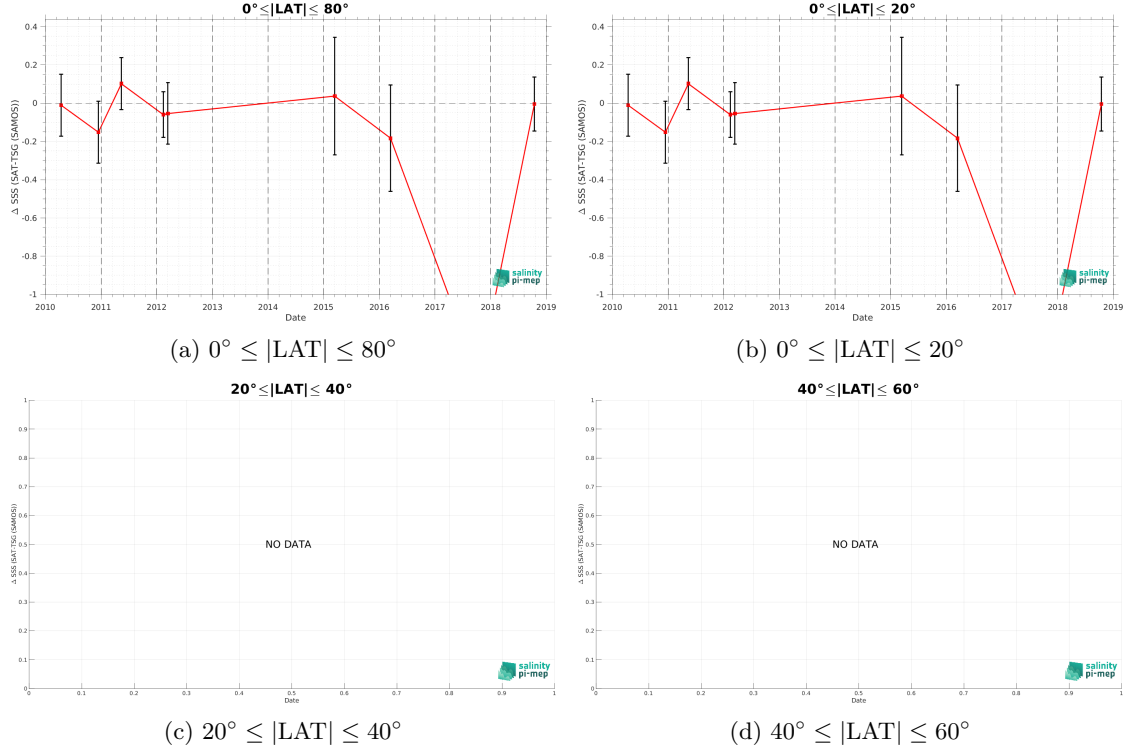 0°≤|LAT|≤ 80°
Δ SSS (SAT-TSG (SAMOS))
0.4
0.2
0
-0.2
-0.4
-0.6
-0.8
-1
2010 2011 2012 2013 2014 2015 2016 2017 2018 2019
Date
salinity
pi-mep
(a) 0° ≤ |LAT| ≤ 80°
0°≤|LAT|≤ 20°
Δ SSS (SAT-TSG (SAMOS))
0.4
0.2
0
-0.2
-0.4
-0.6
-0.8
-1
2010 2011 2012 2013 2014 2015 2016 2017 2018 2019
Date
salinity
pi-mep
(b) 0° ≤ |LAT| ≤ 20°
20°≤|LAT|≤ 40°
Δ SSS (SAT-TSG (SAMOS))
1
0.9
0.8
0.7
0.6
0.5
0.4
0.3
0.2
0.1
0
NO DATA
0 0.1 0.2 0.3 0.4 0.5 0.6 0.7 0.8 0.9 1
Date
salinity
pi-mep
(c) 20° ≤ |LAT| ≤ 40°
40°≤|LAT|≤ 60°
Δ SSS (SAT-TSG (SAMOS))
1
0.9
0.8
0.7
0.6
0.5
0.4
0.3
0.2
0.1
0
NO DATA
0 0.1 0.2 0.3 0.4 0.5 0.6 0.7 0.8 0.9 1
Date
salinity
pi-mep
(d) 40° ≤ |LAT| ≤ 60°